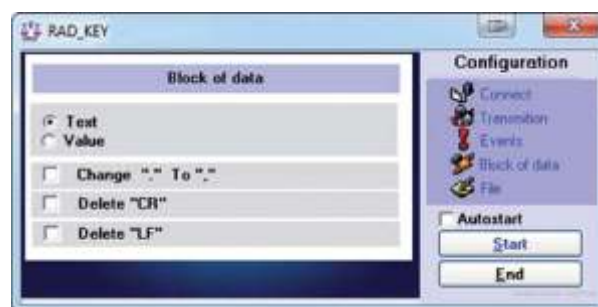 RAD_KEY
Block of data
Text
Value
Change "." To ","
Delete "CR"
Delete "LF"
Configuration
Connect
Transmition
Events
Block of data
File
Autostart
Start
End